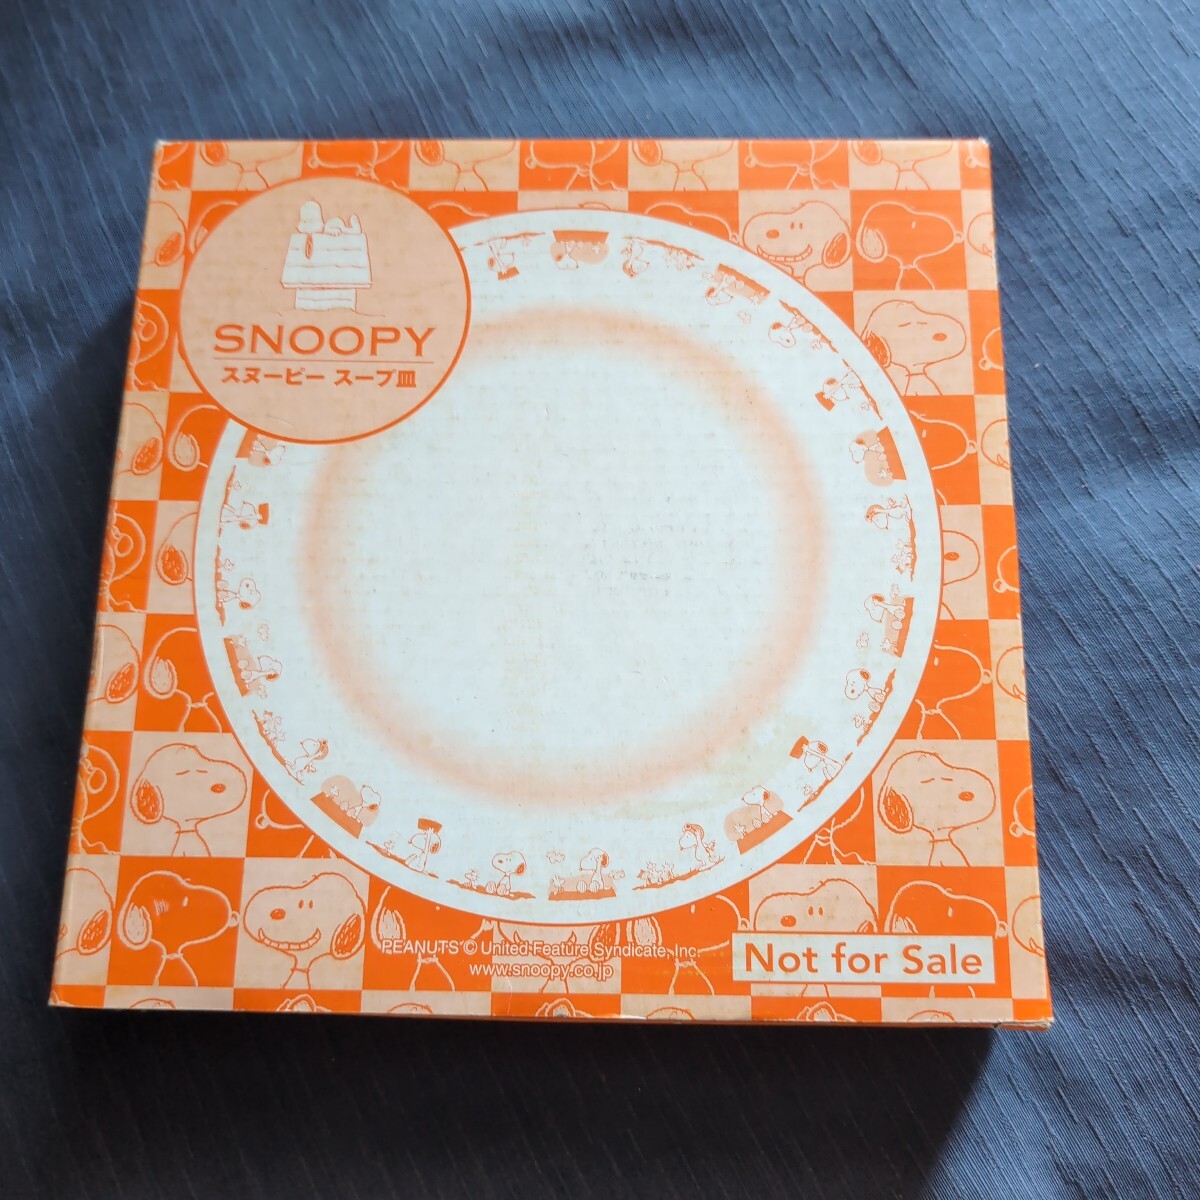 SNOOPY
スヌーピー スープ皿
PEANUTS © United Feature Syndicate, Inc.
www.snoopy.co.jp
Not for Sale